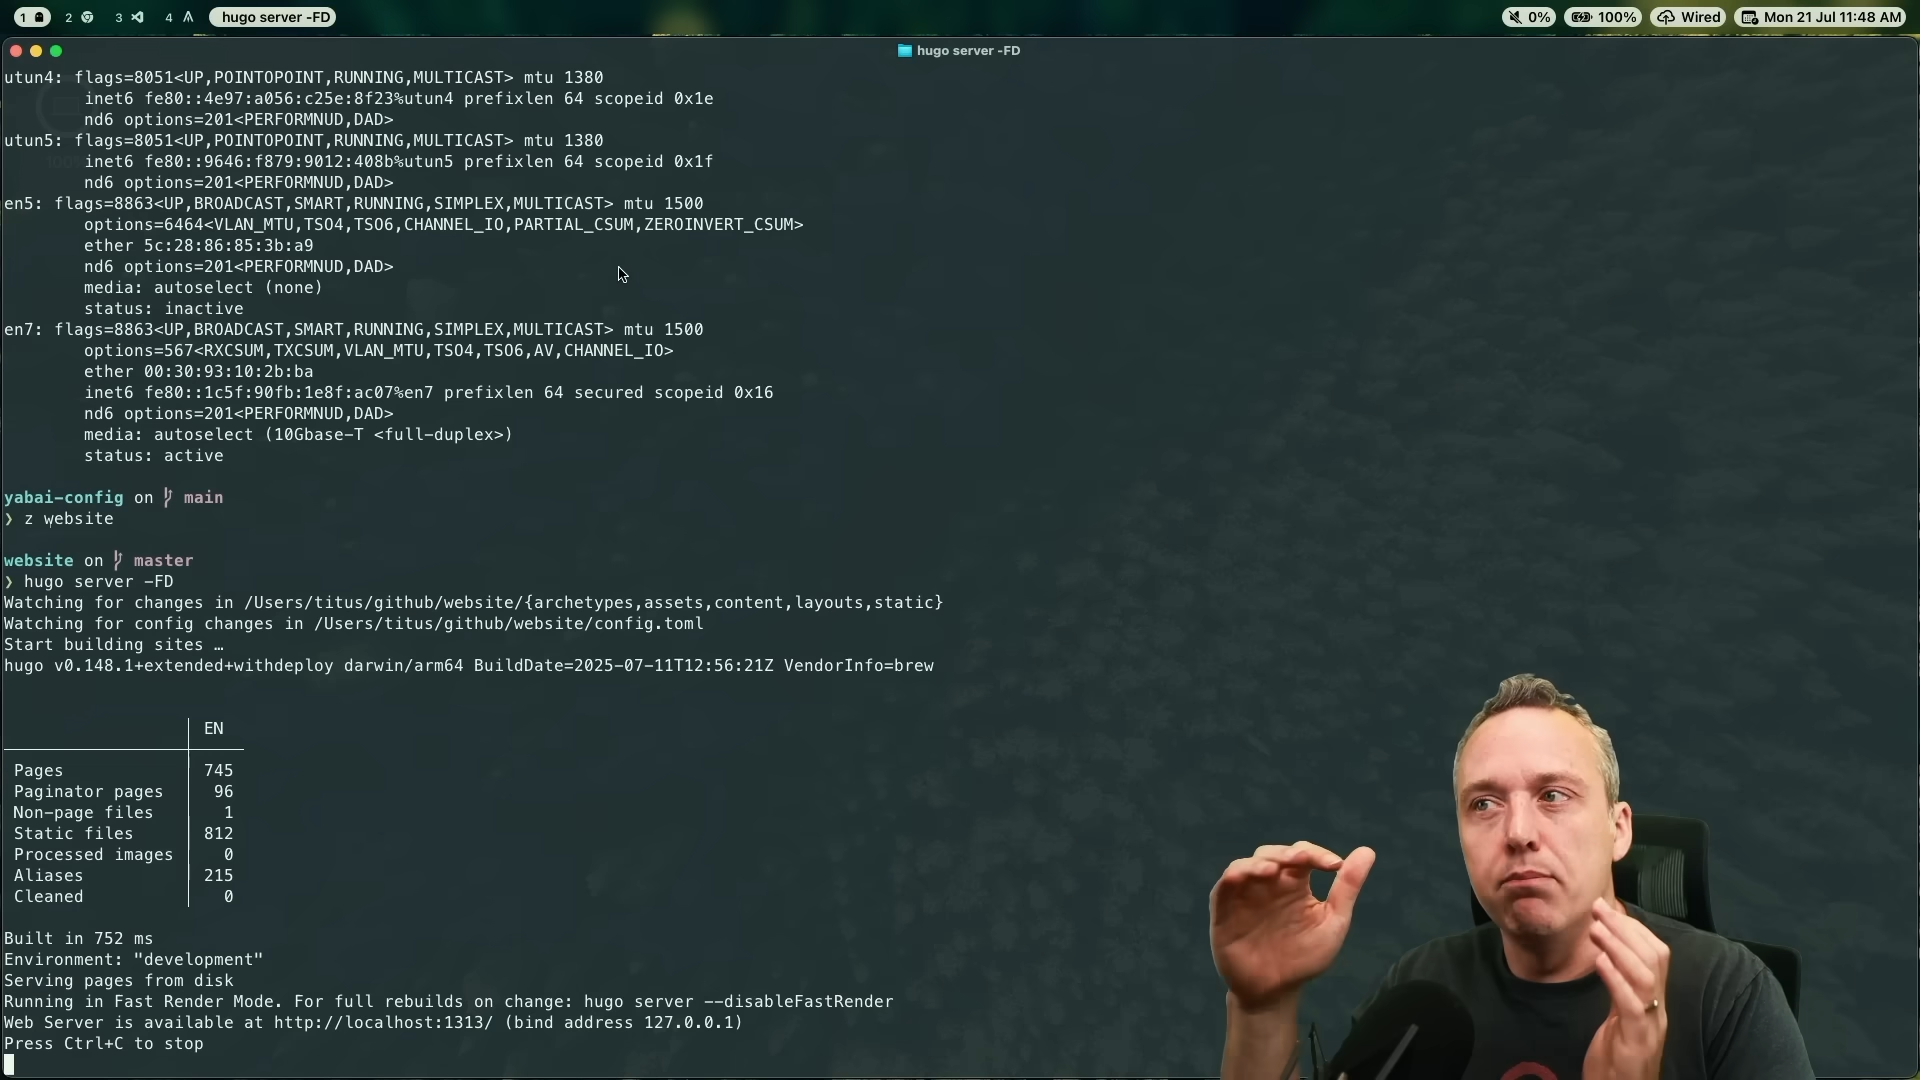 1 2 3 4 hugo server -FD 0% 100% Wired Mon 21 Jul 11:48 AM
hugo server -FD
utun4: flags=8051<UP,POINTOPOINT,RUNNING,MULTICAST> mtu 1380
inet6 fe80::4e97:a056:c25e:8f23%utun4 prefixlen 64 scopeid 0x1e
nd6 options=201<PERFORMNUD,DAD>
utun5: flags=8051<UP,POINTOPOINT,RUNNING,MULTICAST> mtu 1380
inet6 fe80::9646:f879:9012:408b%utun5 prefixlen 64 scopeid 0x1f
nd6 options=201<PERFORMNUD,DAD>
en5: flags=8863<UP,BROADCAST,SMART,RUNNING,SIMPLEX,MULTICAST> mtu 1500
options=6464<VLAN_MTU,TSO4,TSO6,CHANNEL_IO,PARTIAL_CSUM,ZEROINVERT_CSUM>
ether 5c:28:86:85:3b:a9
nd6 options=201<PERFORMNUD,DAD>
media: autoselect (none)
status: inactive
en7: flags=8863<UP,BROADCAST,SMART,RUNNING,SIMPLEX,MULTICAST> mtu 1500
options=567<RXCSUM,TXCSUM,VLAN_MTU,TSO4,TSO6,AV,CHANNEL_IO>
ether 00:30:93:10:2b:ba
inet6 fe80::1c5f:90fb:1e8f:ac07%en7 prefixlen 64 secured scopeid 0x16
nd6 options=201<PERFORMNUD,DAD>
media: autoselect (10Gbase-T <full-duplex>)
status: active
yabai-config on main
❯ z website
website on master
❯ hugo server -FD
Watching for changes in /Users/titus/github/website/{archetypes,assets,content,layouts,static}
Watching for config changes in /Users/titus/github/website/config.toml
Start building sites …
hugo v0.148.1+extended+withdeploy darwin/arm64 BuildDate=2025-07-11T12:56:21Z VendorInfo=brew
EN
Pages 745
Paginator pages 96
Non-page files 1
Static files 812
Processed images 0
Aliases 215
Cleaned 0
Built in 752 ms
Environment: "development"
Serving pages from disk
Running in Fast Render Mode. For full rebuilds on change: hugo server --disableFastRender
Web Server is available at http://localhost:1313/ (bind address 127.0.0.1)
Press Ctrl+C to stop